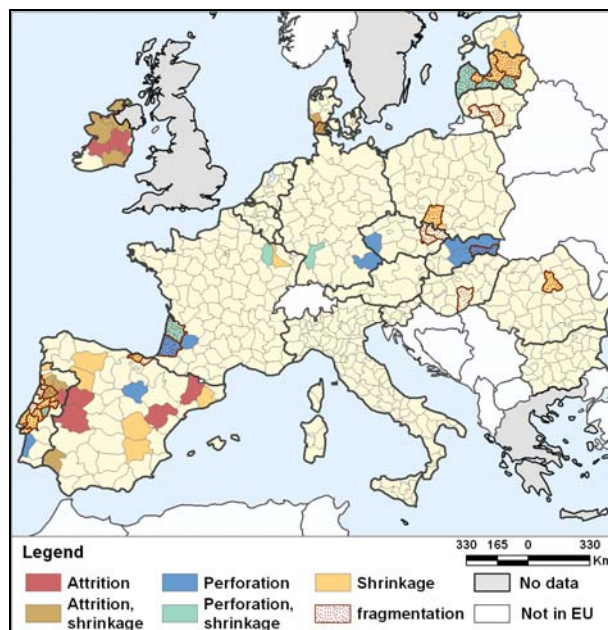 330 165 0 330
Km
Legend
Attrition
Perforation
Shrinkage
No data
Attrition, shrinkage
Perforation, shrinkage
fragmentation
Not in EU